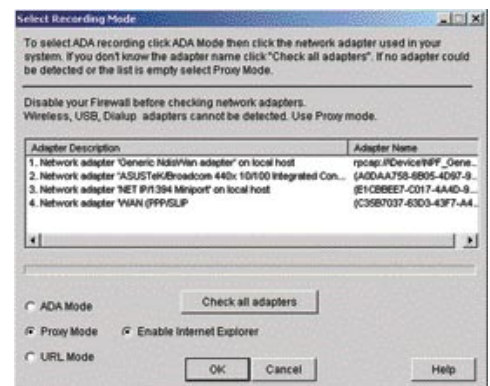 Select Recording Mode
To select ADA recording click ADA Mode then click the network adapter used in your
system. If you don't know the adapter name click "Check all adapters". If no adapter could
be detected or the list is empty select Proxy Mode.
Disable your Firewall before checking network adapters.
Wireless, USB, Dialup adapters cannot be detected. Use Proxy mode.
Adapter Description Adapter Name
1. Network adapter 'Generic NdisWan adapter' on local host rpcap://\Device\NPF_Gene...
2. Network adapter 'ASUSTeK/Broadcom 440x 10/100 Integrated Con... {A0DAA758-6B05-4D97-9...
3. Network adapter 'NET IP/1394 Miniport' on local host {E1CBBEE7-C017-4A4D-9...
4. Network adapter 'WAN (PPP/SLIP {C35B7037-63D3-43F7-A4...
ADA Mode
Check all adapters
Proxy Mode
Enable Internet Explorer
URL Mode
OK
Cancel
Help